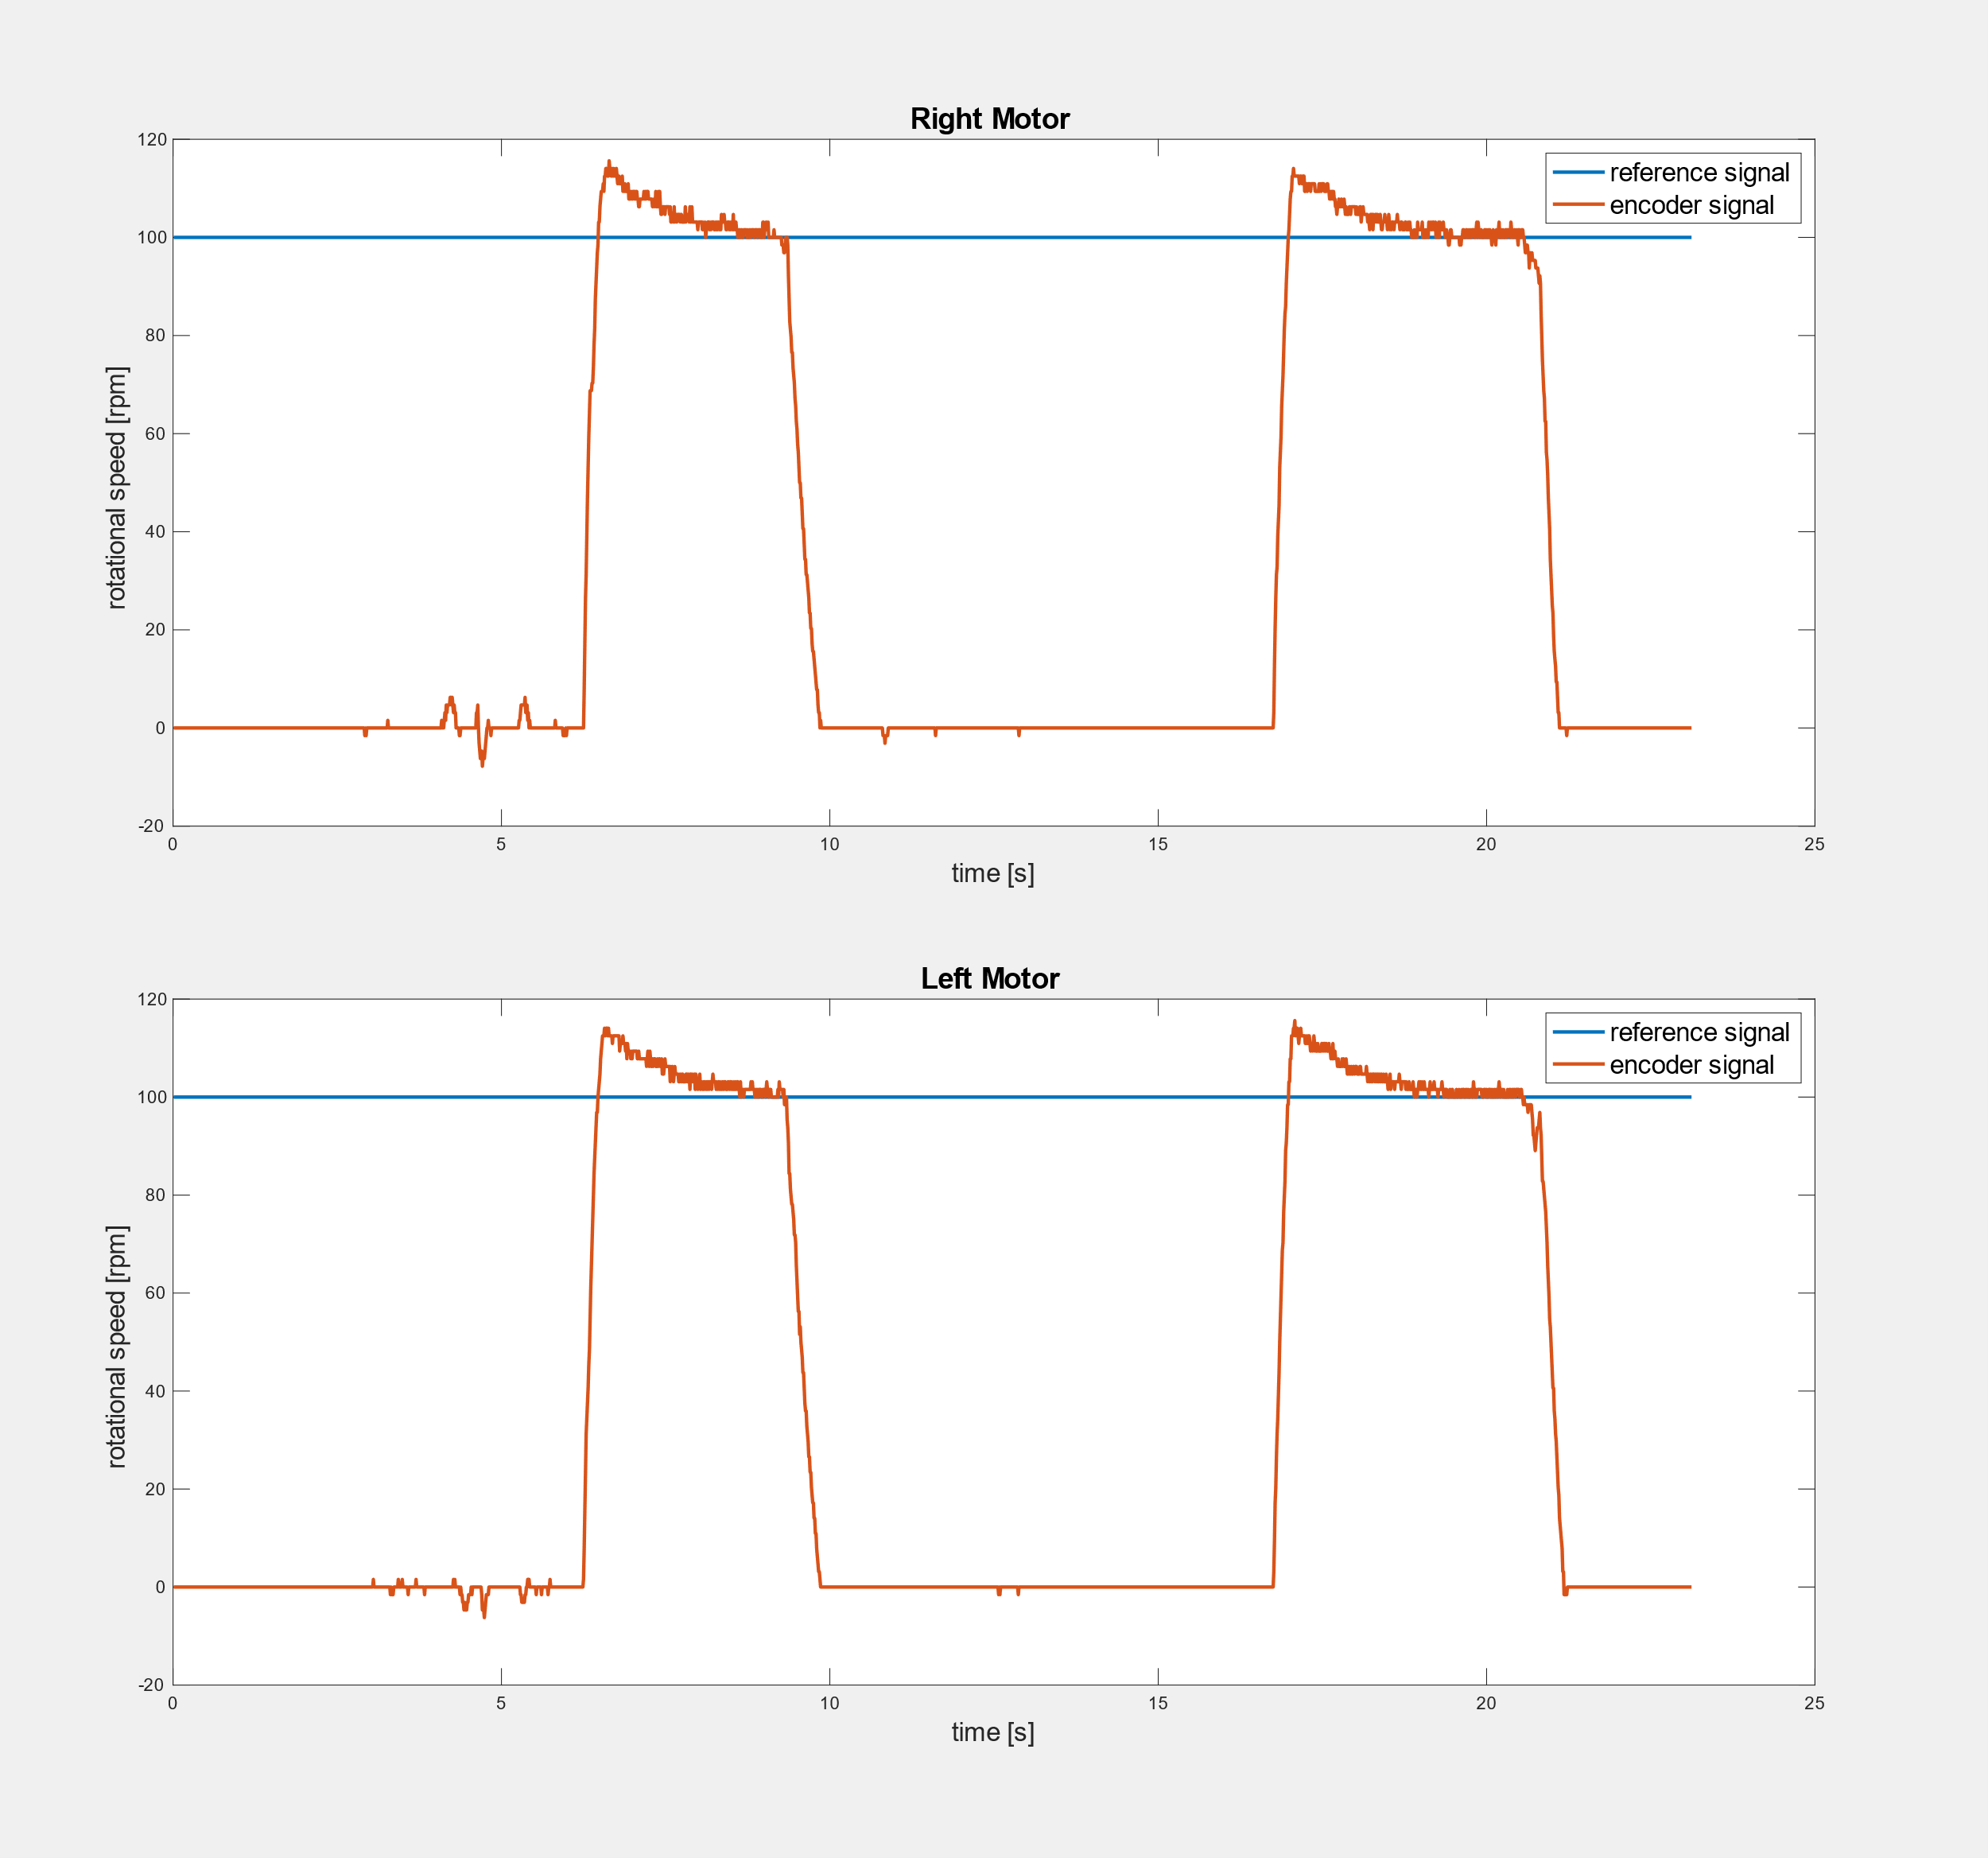 Right Motor
120
100
80
60
40
20
0
-20
rotational speed [rpm]
reference signal
encoder signal
0 5 10 15 20 25
time [s]
Left Motor
120
100
80
60
40
20
0
-20
rotational speed [rpm]
reference signal
encoder signal
0 5 10 15 20 25
time [s]